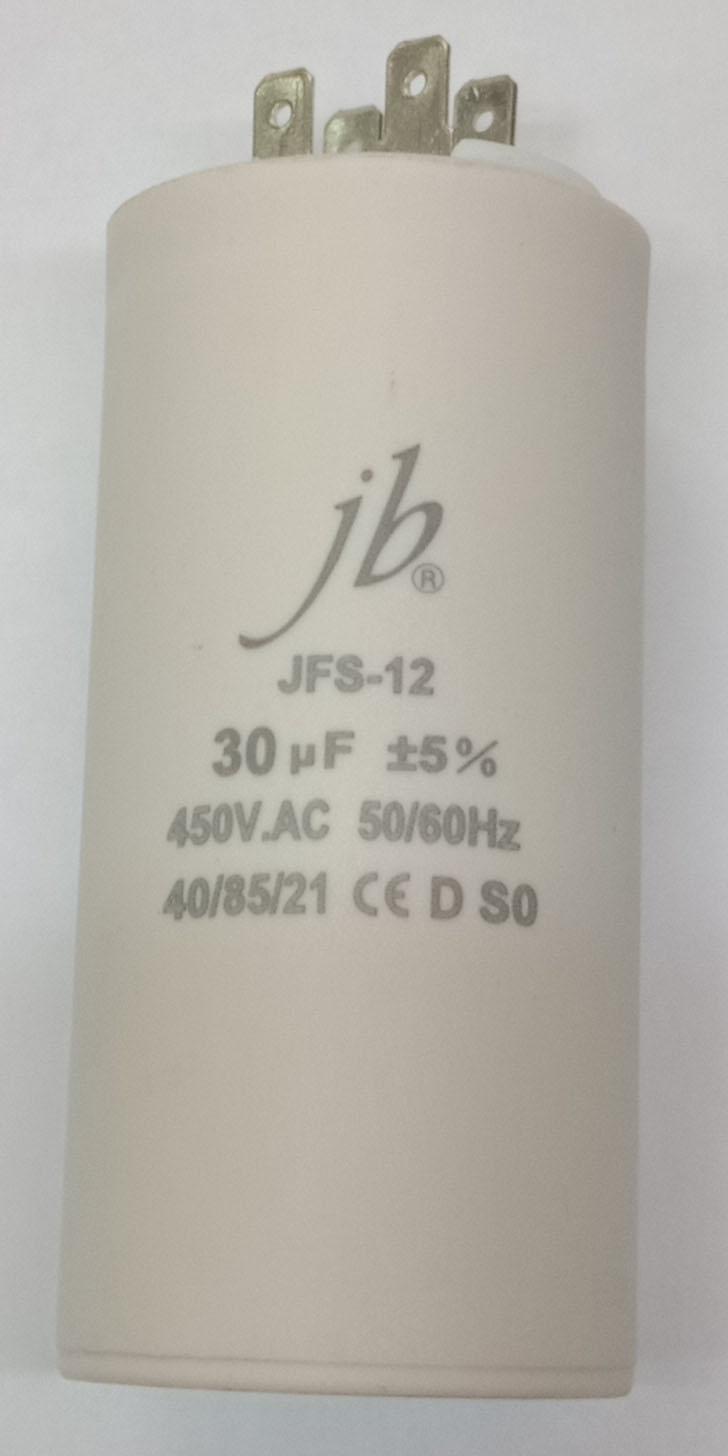 jb®
JFS-12
30 µF ±5%
450V.AC 50/60Hz
40/85/21 CE D S0